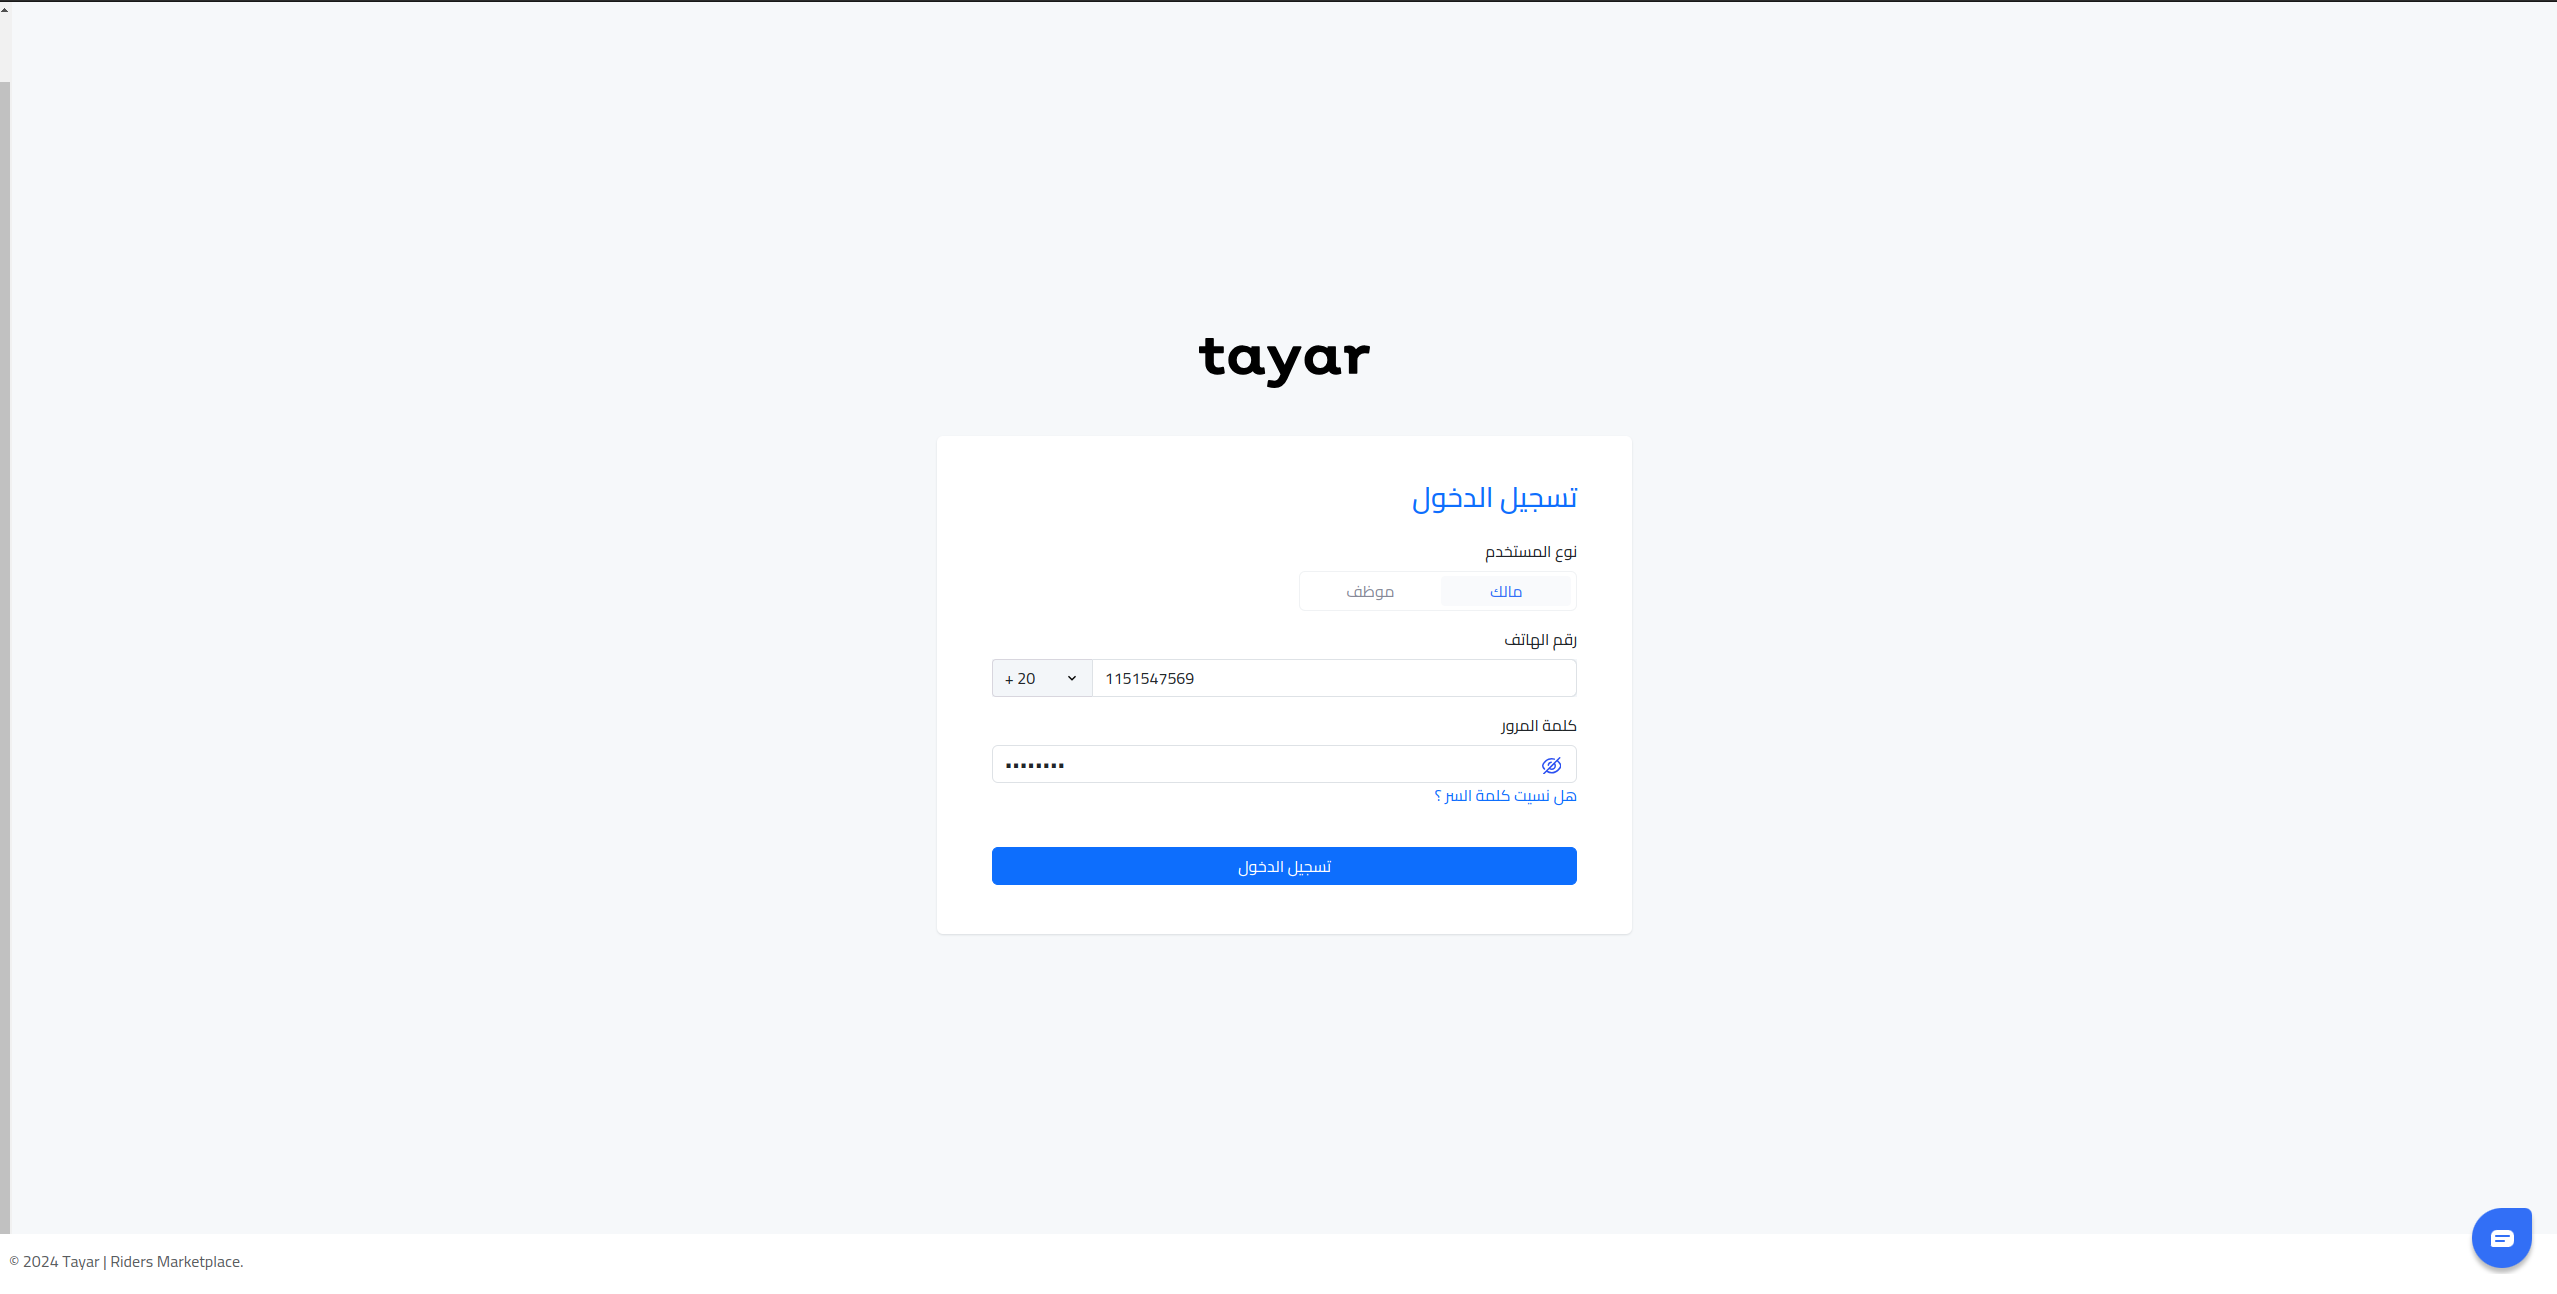 tayar
تسجيل الدخول
نوع المستخدم
مالك موظف
رقم الهاتف
+ 20 1151547569
كلمة المرور
هل نسيت كلمة السر ؟
تسجيل الدخول
© 2024 Tayar | Riders Marketplace.